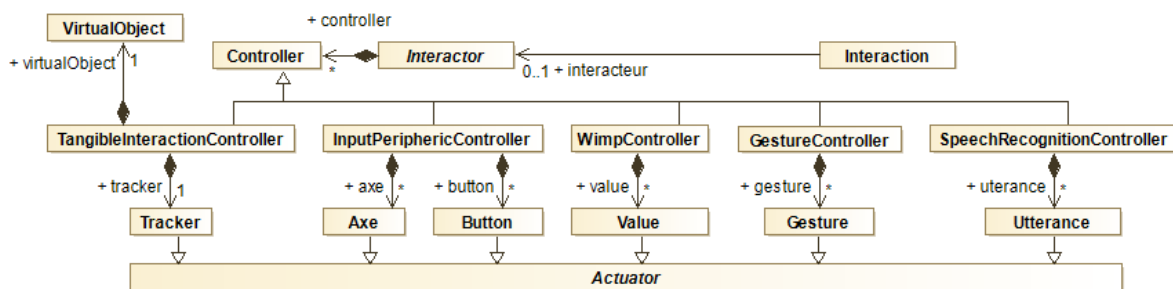 VirtualObject
+ controller
+ virtualObject
1
Controller
*
Interactor
0..1 + interacteur
Interaction
TangibleInteractionController
InputPeriphericController
WimpController
GestureController
SpeechRecognitionController
+ tracker
1
+ axe
*
+ button
*
+ value
*
+ gesture
*
+ uterance
*
Tracker
Axe
Button
Value
Gesture
Utterance
Actuator